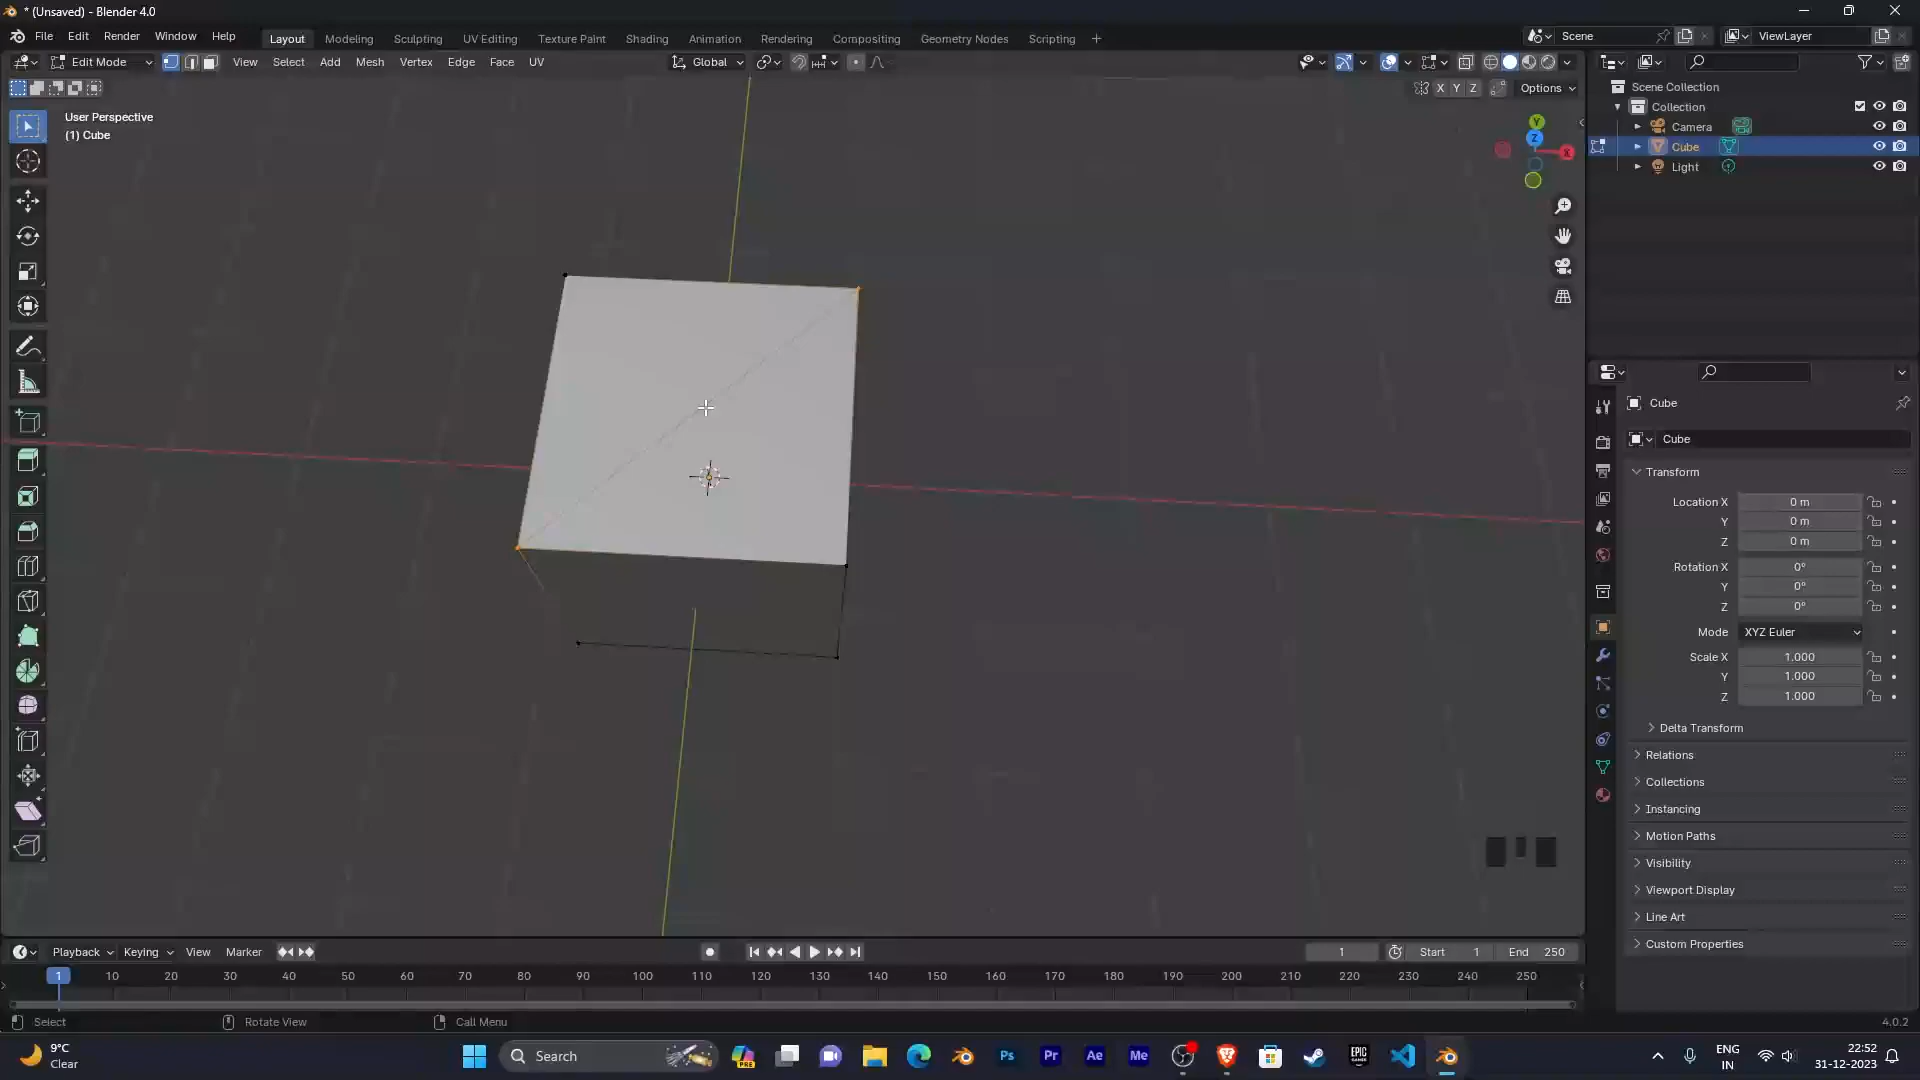 * (Unsaved) - Blender 4.0
File Edit Render Window Help Layout Modeling Sculpting UV Editing Texture Paint Shading Animation Rendering Compositing Geometry Nodes Scripting + Scene ViewLayer
Edit Mode View Select Add Mesh Vertex Edge Face UV Global
X Y Z Options
User Perspective
(1) Cube
Y
Z
X
Scene Collection
Collection
Camera
Cube
Light
Cube
Cube
Transform
Location X 0 m
Y 0 m
Z 0 m
Rotation X 0°
Y 0°
Z 0°
Mode XYZ Euler
Scale X 1.000
Y 1.000
Z 1.000
Delta Transform
Relations
Collections
Instancing
Motion Paths
Visibility
Viewport Display
Line Art
Custom Properties
Playback Keying View Marker 1 Start 1 End 250
1 10 20 30 40 50 60 70 80 90 100 110 120 130 140 150 160 170 180 190 200 210 220 230 240 250
Select Rotate View Call Menu 4.0.2
9°C
Clear
Search
PRE
Ps Pr Ae Me
EPIC GAMES
ENG
IN
22:52
31-12-2023